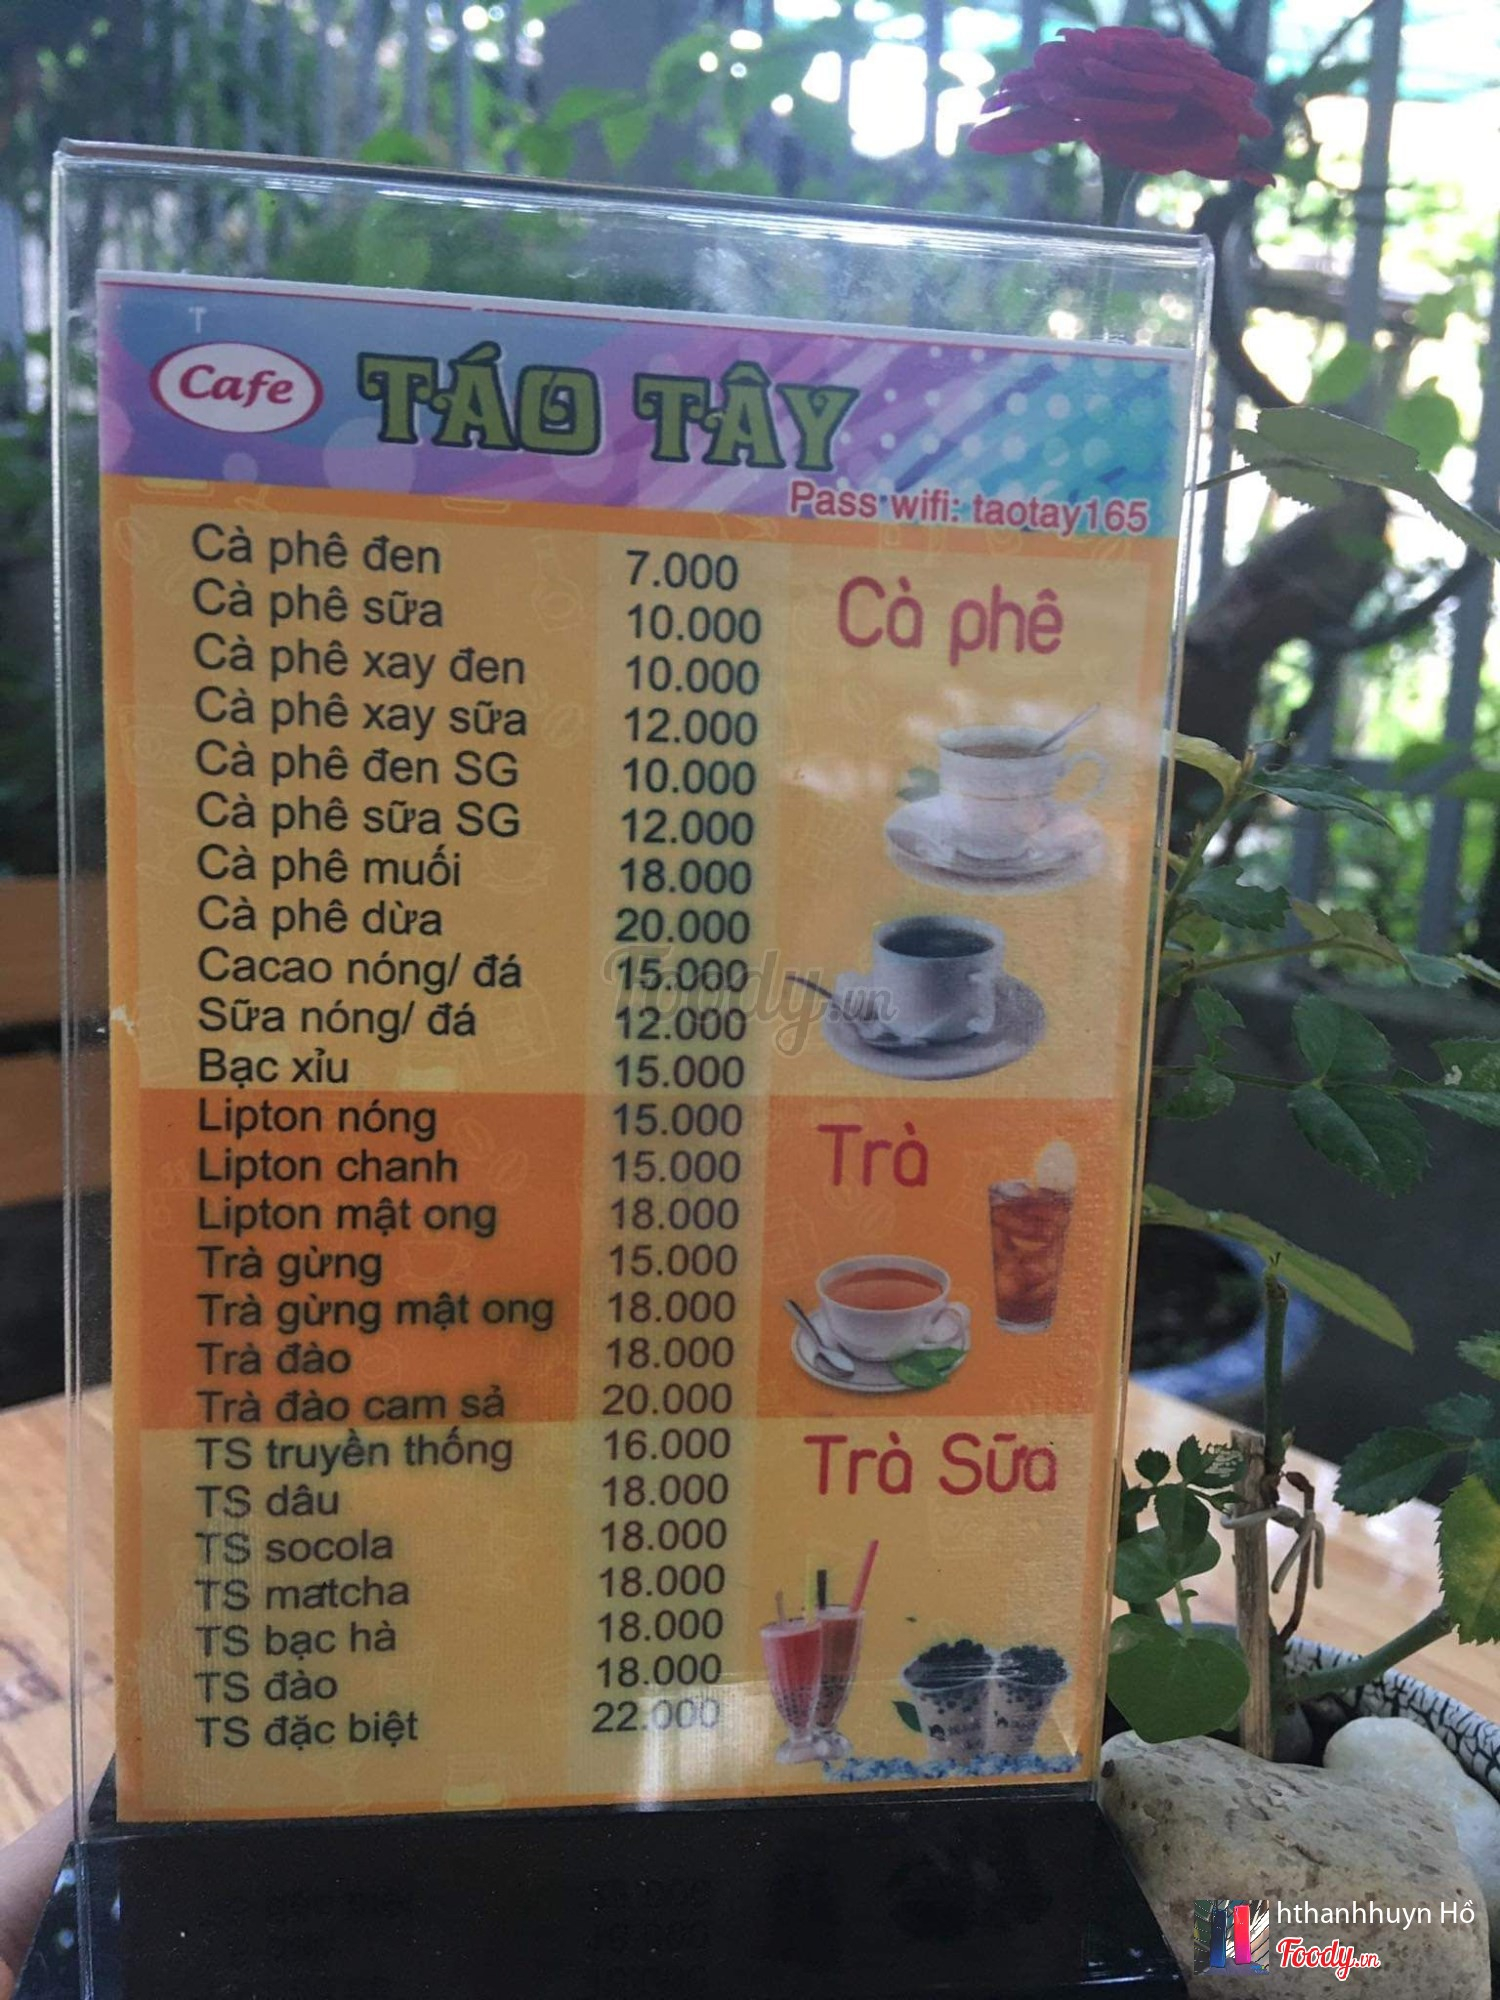 Cafe TÁO TÂY
Pass wifi: taotay165
Cà phê
Cà phê đen 7.000
Cà phê sữa 10.000
Cà phê xay đen 10.000
Cà phê xay sữa 12.000
Cà phê đen SG 10.000
Cà phê sữa SG 12.000
Cà phê muối 18.000
Cà phê dừa 20.000
Cacao nóng/ đá 15.000
Sữa nóng/ đá 12.000
Bạc xỉu 15.000
Trà
Lipton nóng 15.000
Lipton chanh 15.000
Lipton mật ong 18.000
Trà gừng 15.000
Trà gừng mật ong 18.000
Trà đào 18.000
Trà đào cam sả 20.000
Trà Sữa
TS truyền thống 16.000
TS dâu 18.000
TS socola 18.000
TS matcha 18.000
TS bạc hà 18.000
TS đào 18.000
TS đặc biệt 22.000
Foody.vn
hthanhhuyn Hồ
Foody.vn